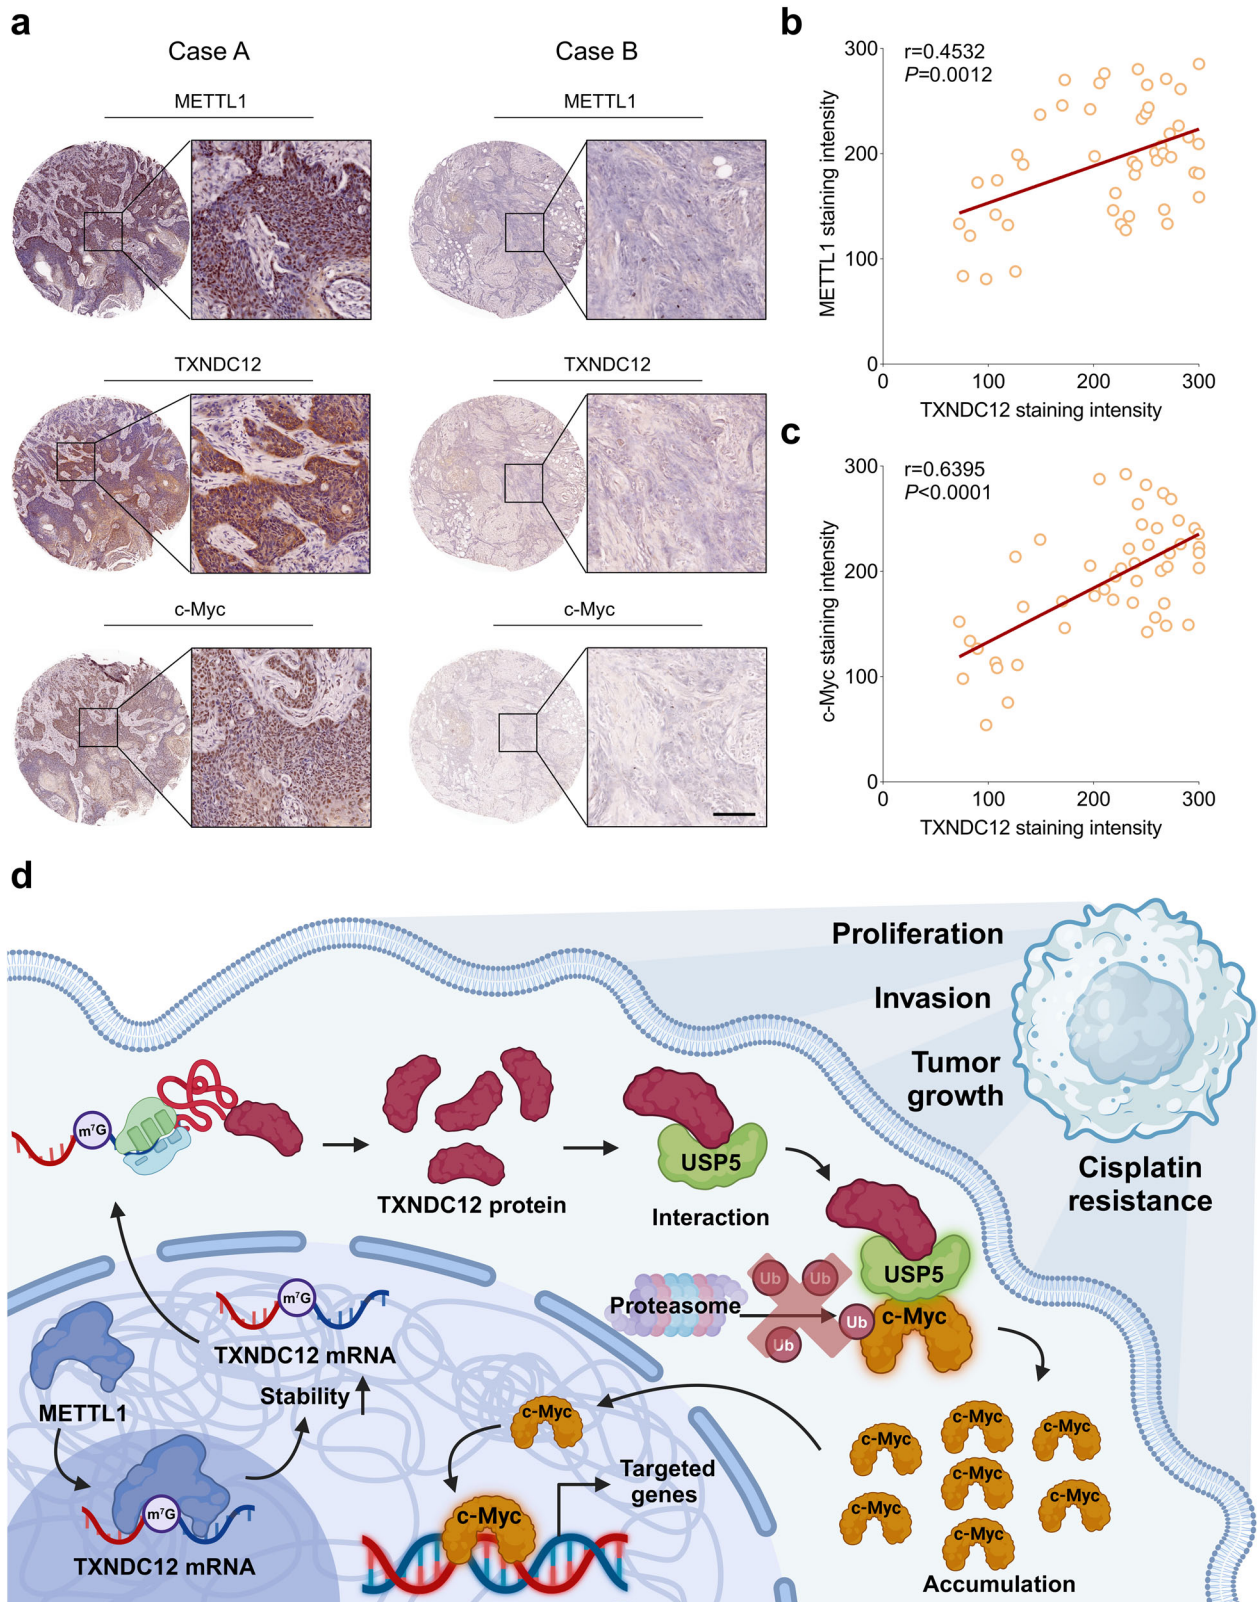 a
Case A
Case B
METTL1
METTL1
TXNDC12
TXNDC12
c-Myc
c-Myc
b
300
200
100
0
r=0.4532
P=0.0012
METTL1 staining intensity
0
100
200
300
TXNDC12 staining intensity
c
300
200
100
0
r=0.6395
P<0.0001
c-Myc staining intensity
0
100
200
300
TXNDC12 staining intensity
d
Proliferation
Invasion
Tumor
growth
Cisplatin
resistance
m⁷G
TXNDC12 protein
USP5
Interaction
USP5
c-Myc
Ub
Ub
Ub
Ub
Proteasome
m⁷G
TXNDC12 mRNA
Stability
METTL1
m⁷G
TXNDC12 mRNA
c-Myc
c-Myc
Targeted
genes
c-Myc
c-Myc
c-Myc
c-Myc
c-Myc
c-Myc
c-Myc
Accumulation